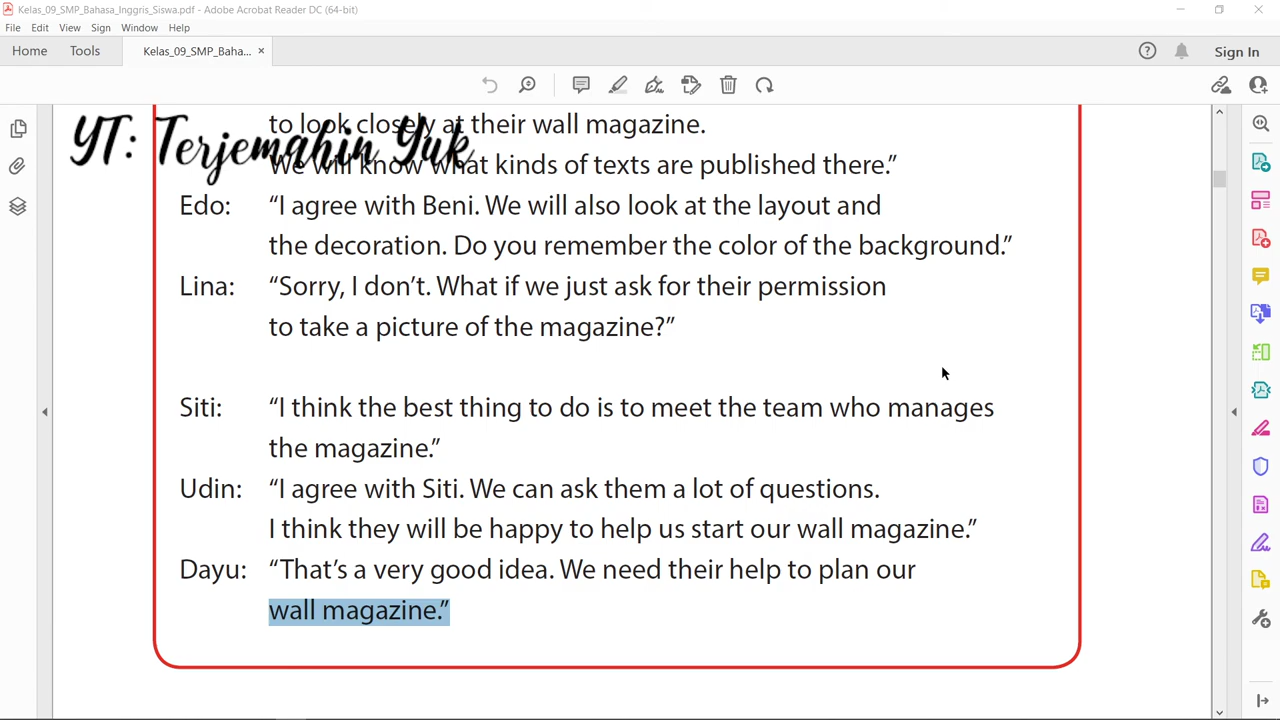 Kelas_09_SMP_Bahasa_Inggris_Siswa.pdf - Adobe Acrobat Reader DC (64-bit)
File Edit View Sign Window Help
Home Tools Kelas_09_SMP_Baha... × Sign In
YT: Terjemahin Yuk
to look closely at their wall magazine.
We will know what kinds of texts are published there.”
Edo: “I agree with Beni. We will also look at the layout and
the decoration. Do you remember the color of the background.”
Lina: “Sorry, I don’t. What if we just ask for their permission
to take a picture of the magazine?”
Siti: “I think the best thing to do is to meet the team who manages
the magazine.”
Udin: “I agree with Siti. We can ask them a lot of questions.
I think they will be happy to help us start our wall magazine.”
Dayu: “That’s a very good idea. We need their help to plan our
wall magazine.”